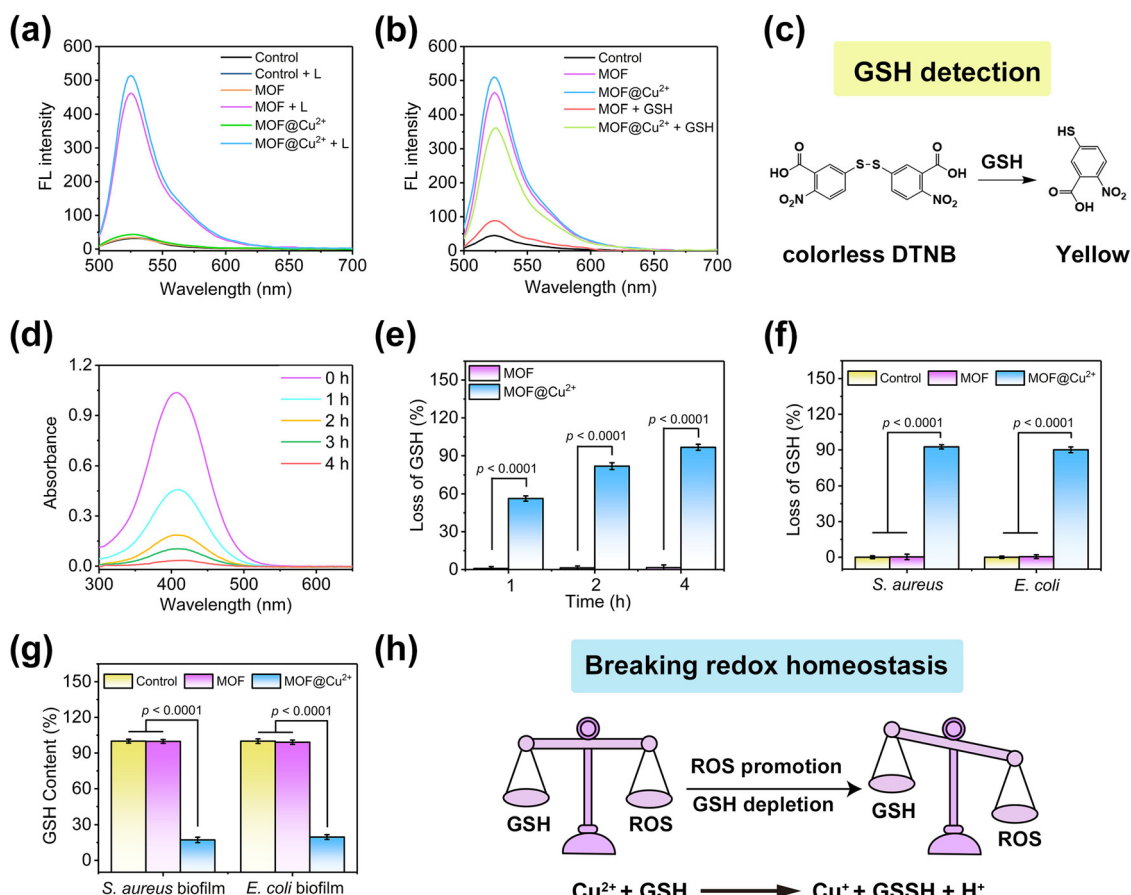 (a)
600
500
400
300
200
100
0
500 550 600 650 700
FL intensity
Wavelength (nm)
Control
Control + L
MOF
MOF + L
MOF@Cu²⁺
MOF@Cu²⁺ + L
(b)
600
500
400
300
200
100
0
500 550 600 650 700
FL intensity
Wavelength (nm)
Control
MOF
MOF@Cu²⁺
MOF + GSH
MOF@Cu²⁺ + GSH
(c)
GSH detection
O
HO
O₂N
S-S
O
OH
NO₂
GSH
HS
O
OH
NO₂
colorless DTNB
Yellow
(d)
1.2
0.9
0.6
0.3
0.0
300 400 500 600
Absorbance
Wavelength (nm)
0 h
1 h
2 h
3 h
4 h
(e)
150
120
90
60
30
0
Loss of GSH (%)
MOF
MOF@Cu²⁺
p < 0.0001
p < 0.0001
p < 0.0001
1 2 4
Time (h)
(f)
150
120
90
60
30
0
Loss of GSH (%)
Control MOF MOF@Cu²⁺
p < 0.0001
p < 0.0001
S. aureus E. coli
(g)
150
120
90
60
30
0
GSH Content (%)
Control MOF MOF@Cu²⁺
p < 0.0001
p < 0.0001
S. aureus biofilm E. coli biofilm
(h)
Breaking redox homeostasis
GSH
ROS
ROS promotion
GSH depletion
GSH
ROS
Cu²⁺ + GSH
Cu⁺ + GSSH + H⁺